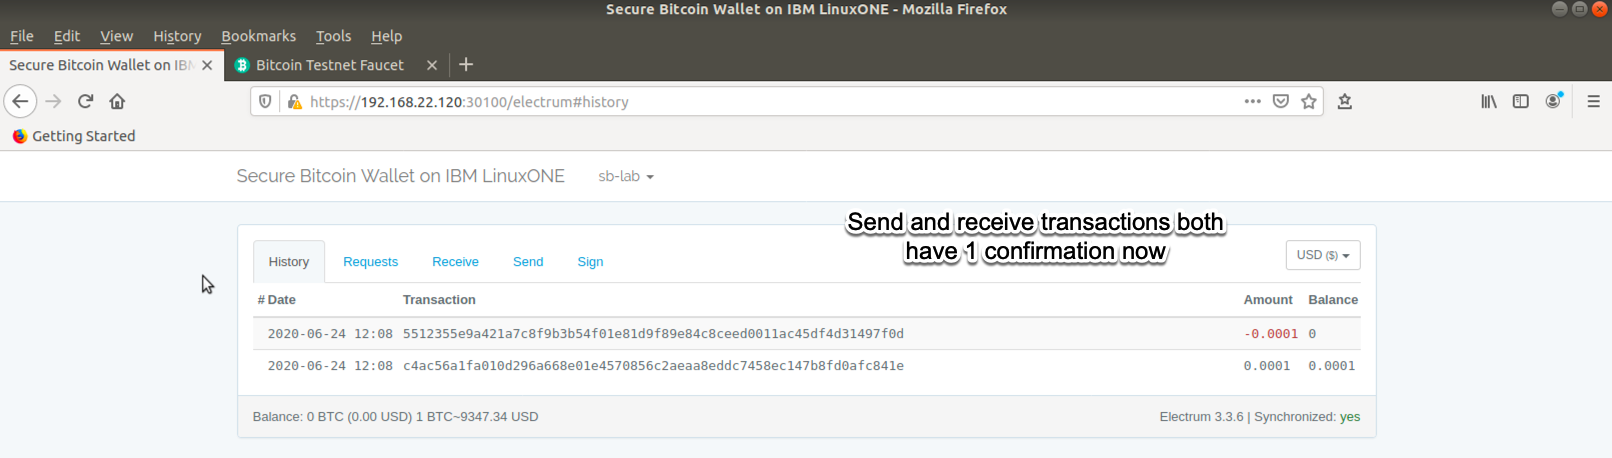 Secure Bitcoin Wallet on IBM LinuxONE - Mozilla Firefox
File Edit View History Bookmarks Tools Help
Secure Bitcoin Wallet on IBM Bitcoin Testnet Faucet
https://192.168.22.120:30100/electrum#history
Getting Started
Secure Bitcoin Wallet on IBM LinuxONE sb-lab
Send and receive transactions both
have 1 confirmation now
History Requests Receive Send Sign USD ($)
# Date Transaction Amount Balance
2020-06-24 12:08 5512355e9a421a7c8f9b3b54f01e81d9f89e84c8ceed0011ac45df4d31497f0d -0.0001 0
2020-06-24 12:08 c4ac56a1fa010d296a668e01e4570856c2aeaa8eddc7458ec147b8fd0afc841e 0.0001 0.0001
Balance: 0 BTC (0.00 USD) 1 BTC~9347.34 USD Electrum 3.3.6 | Synchronized: yes